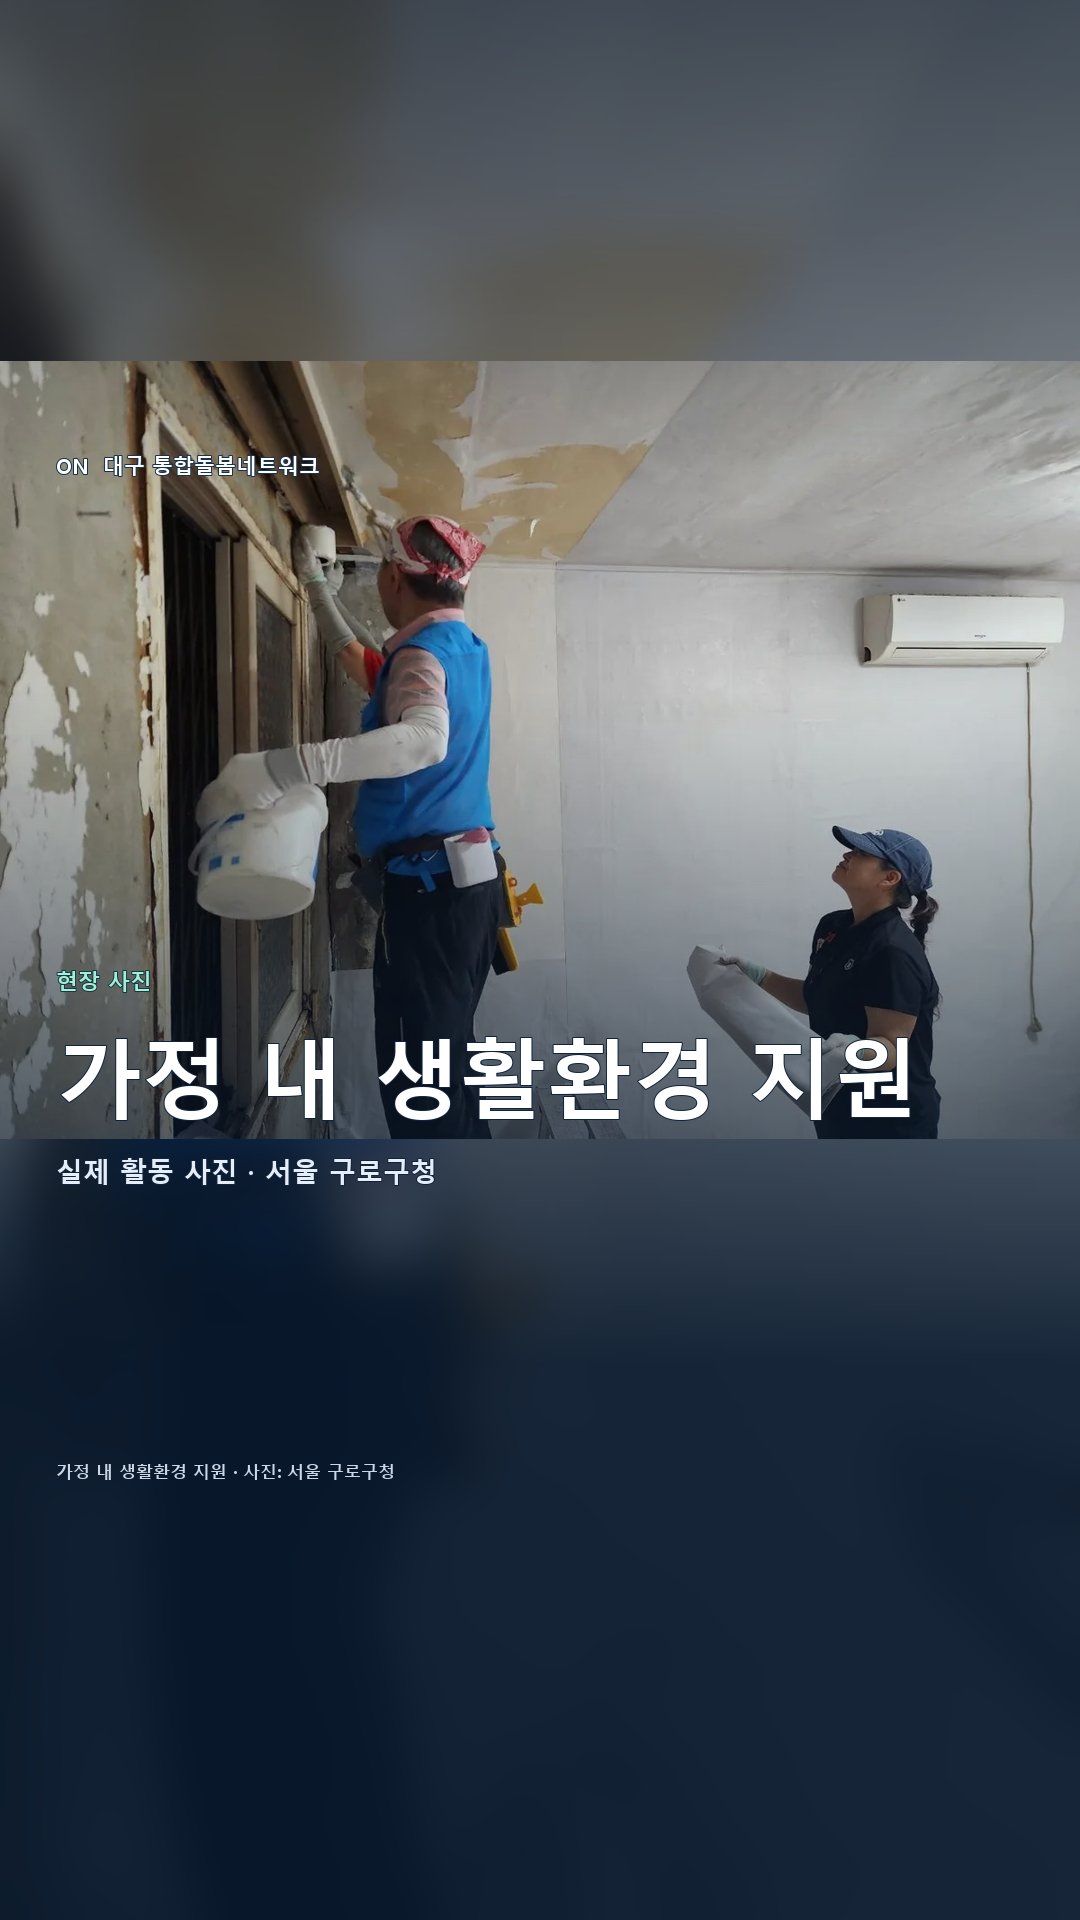 ON 대구 통합돌봄네트워크
현장 사진
가정 내 생활환경 지원
실제 활동 사진 · 서울 구로구청
가정 내 생활환경 지원 · 사진: 서울 구로구청